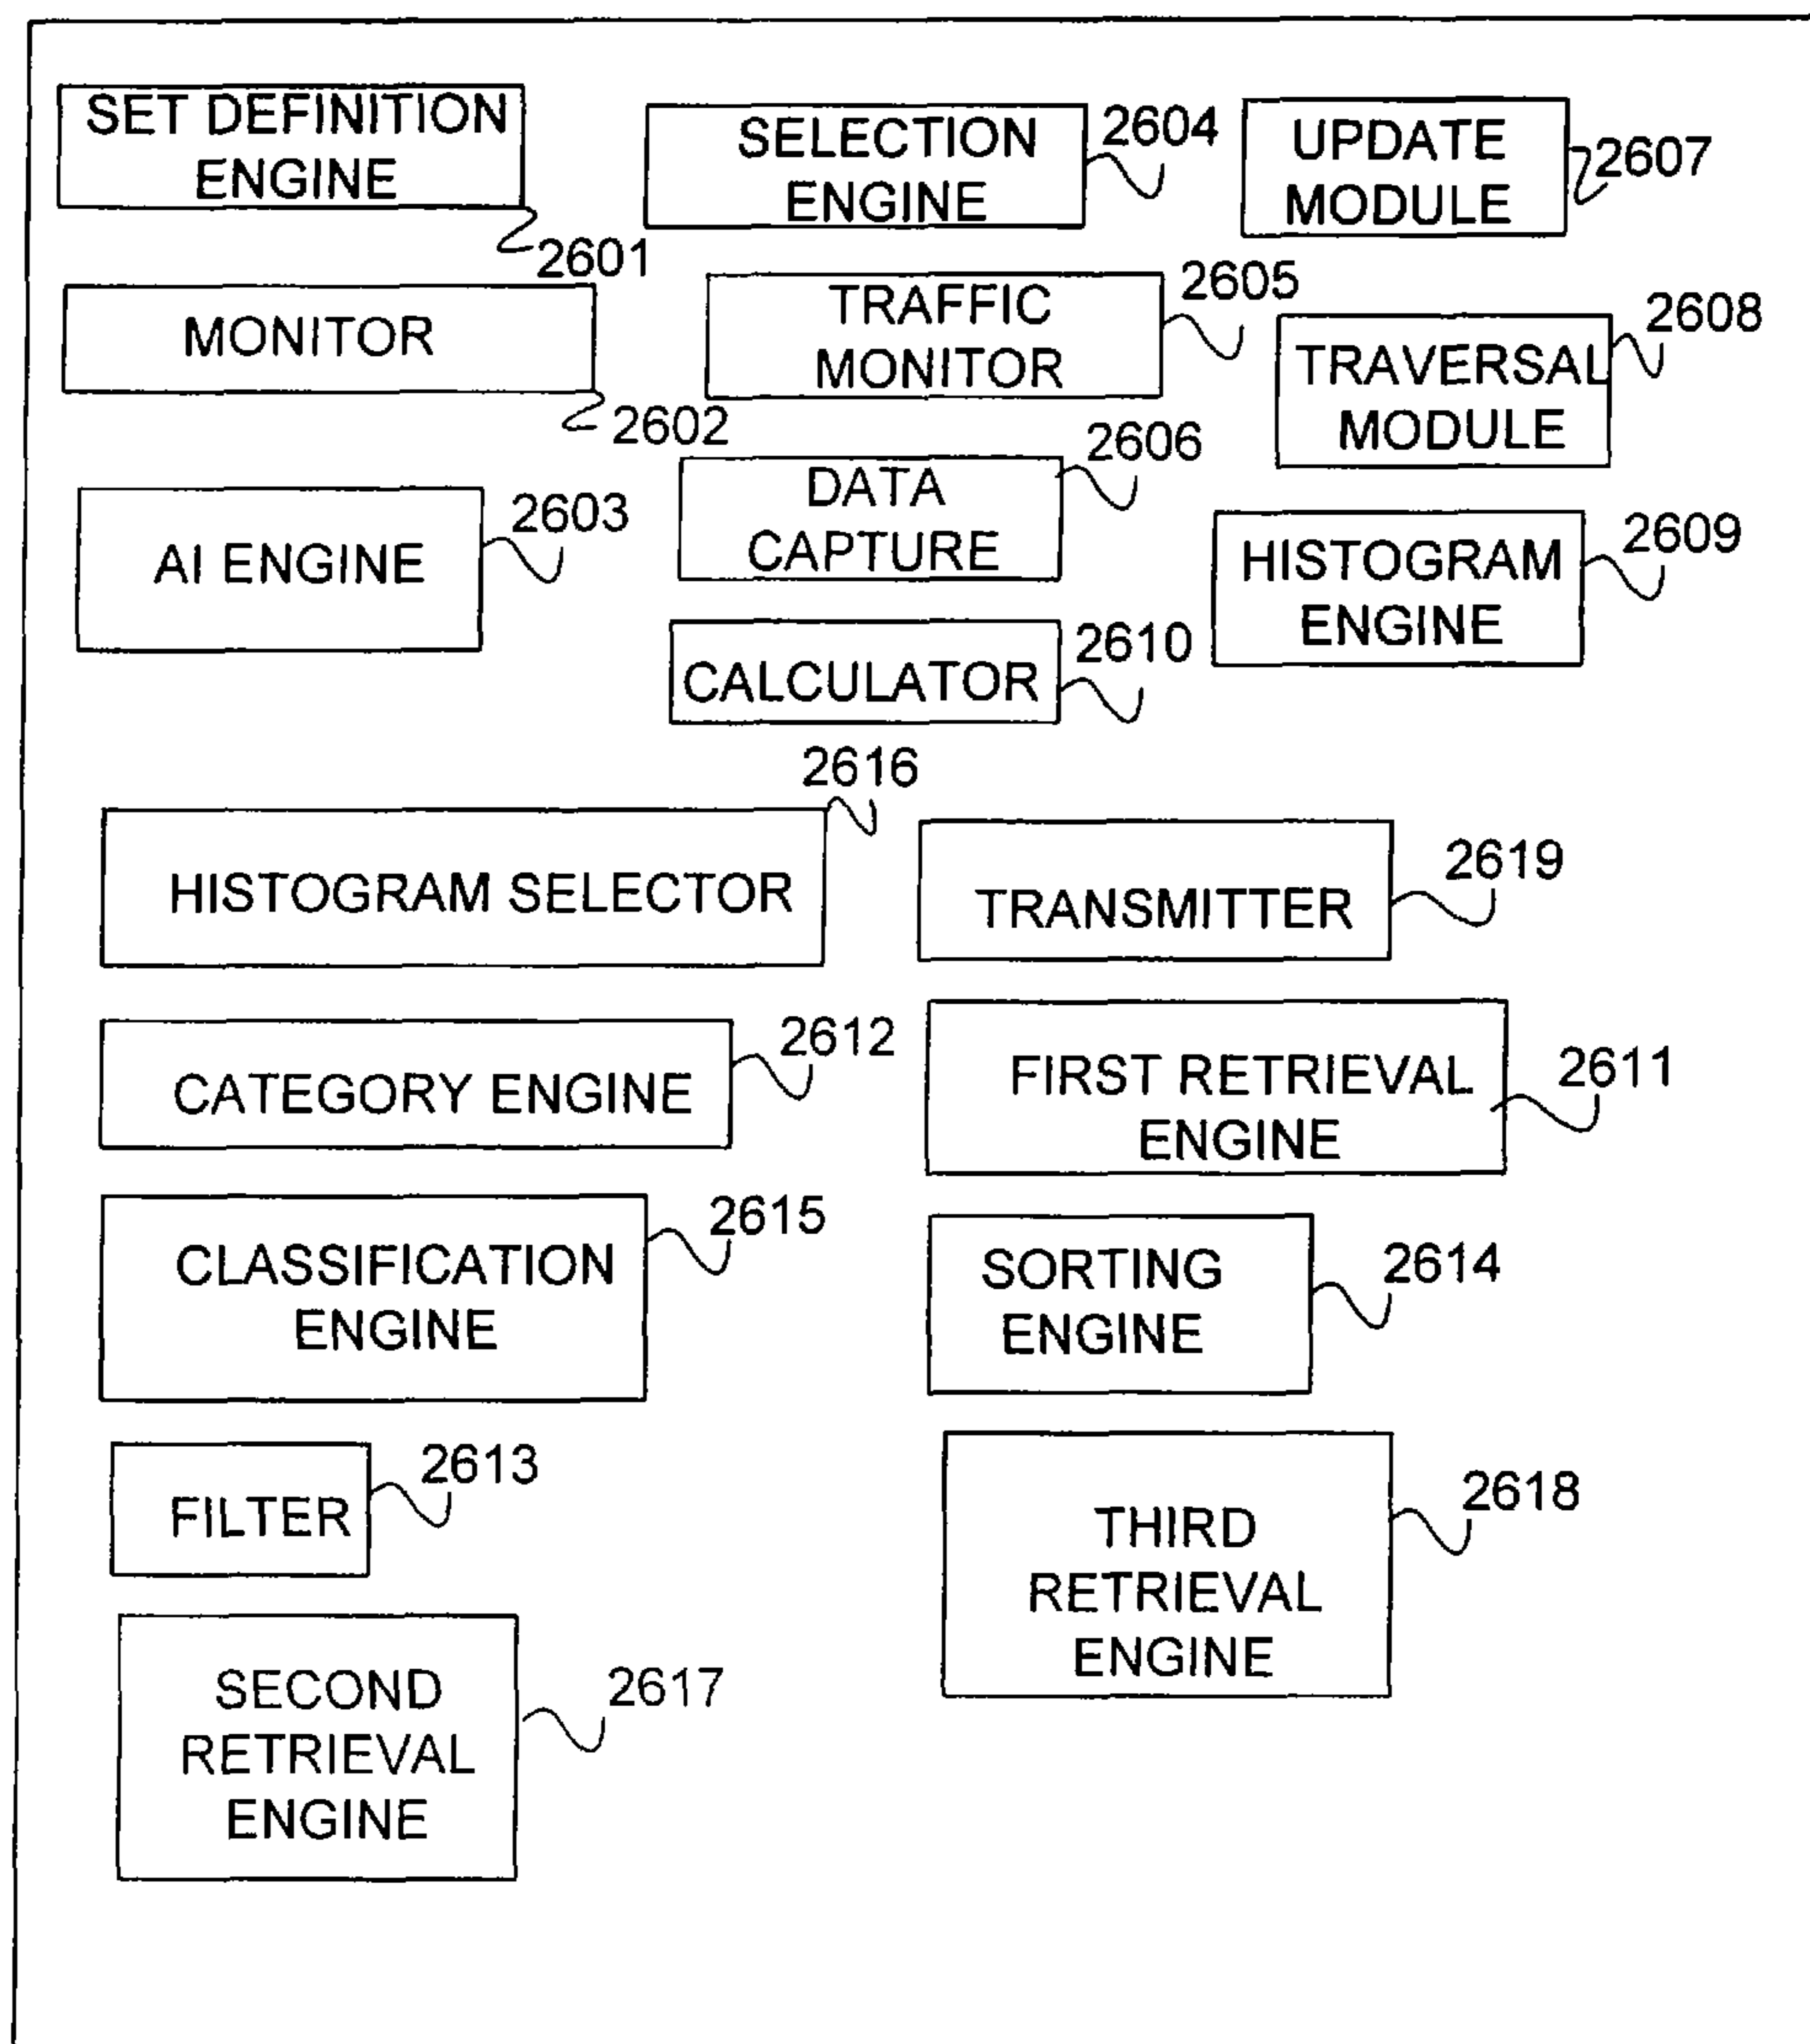 SET DEFINITION
ENGINE
2601
SELECTION
ENGINE
2604
UPDATE
MODULE
2607
MONITOR
2602
TRAFFIC
MONITOR
2605
TRAVERSAL
MODULE
2608
AI ENGINE
2603
DATA
CAPTURE
2606
HISTOGRAM
ENGINE
2609
CALCULATOR
2610
HISTOGRAM SELECTOR
2616
TRANSMITTER
2619
CATEGORY ENGINE
2612
FIRST RETRIEVAL
ENGINE
2611
CLASSIFICATION
ENGINE
2615
SORTING
ENGINE
2614
FILTER
2613
THIRD
RETRIEVAL
ENGINE
2618
SECOND
RETRIEVAL
ENGINE
2617